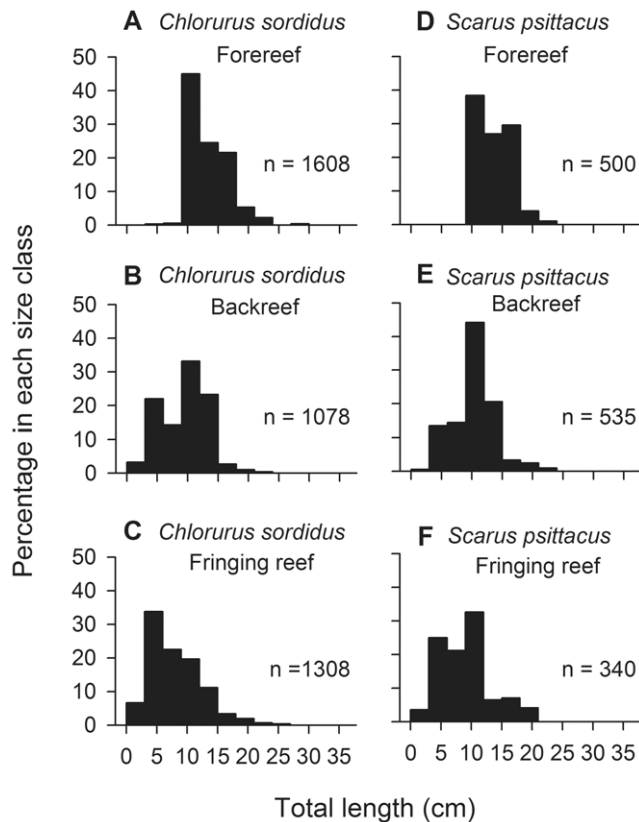 A Chlorurus sordidus
Forereef
50
40
30
20
10
0
n = 1608
D Scarus psittacus
Forereef
n = 500
B Chlorurus sordidus
Backreef
50
40
30
20
10
0
n = 1078
E Scarus psittacus
Backreef
n = 535
C Chlorurus sordidus
Fringing reef
50
40
30
20
10
0
n =1308
0 5 10 15 20 25 30 35
F Scarus psittacus
Fringing reef
n = 340
0 5 10 15 20 25 30 35
Percentage in each size class
Total length (cm)